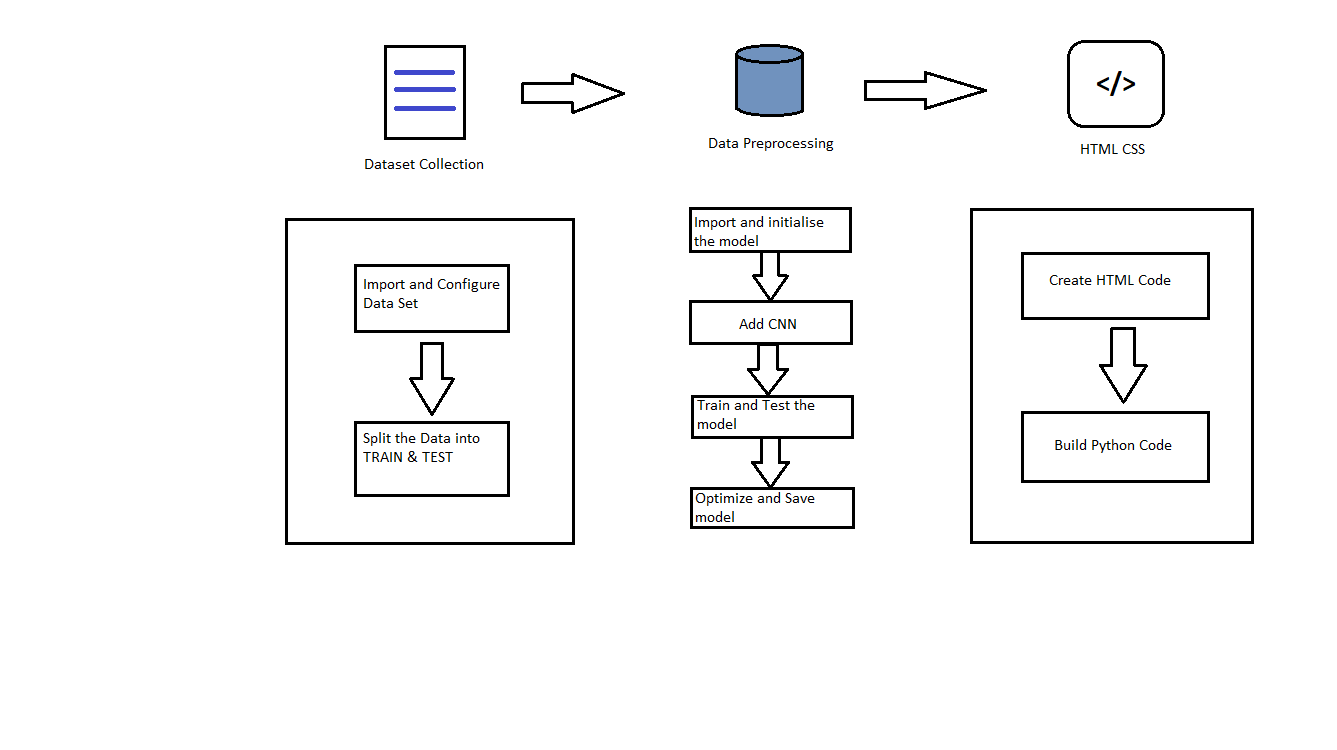 </>
Dataset Collection
Data Preprocessing
HTML CSS
Import and Configure
Data Set
Split the Data into
TRAIN & TEST
Import and initialise
the model
Add CNN
Train and Test the
model
Optimize and Save
model
Create HTML Code
Build Python Code